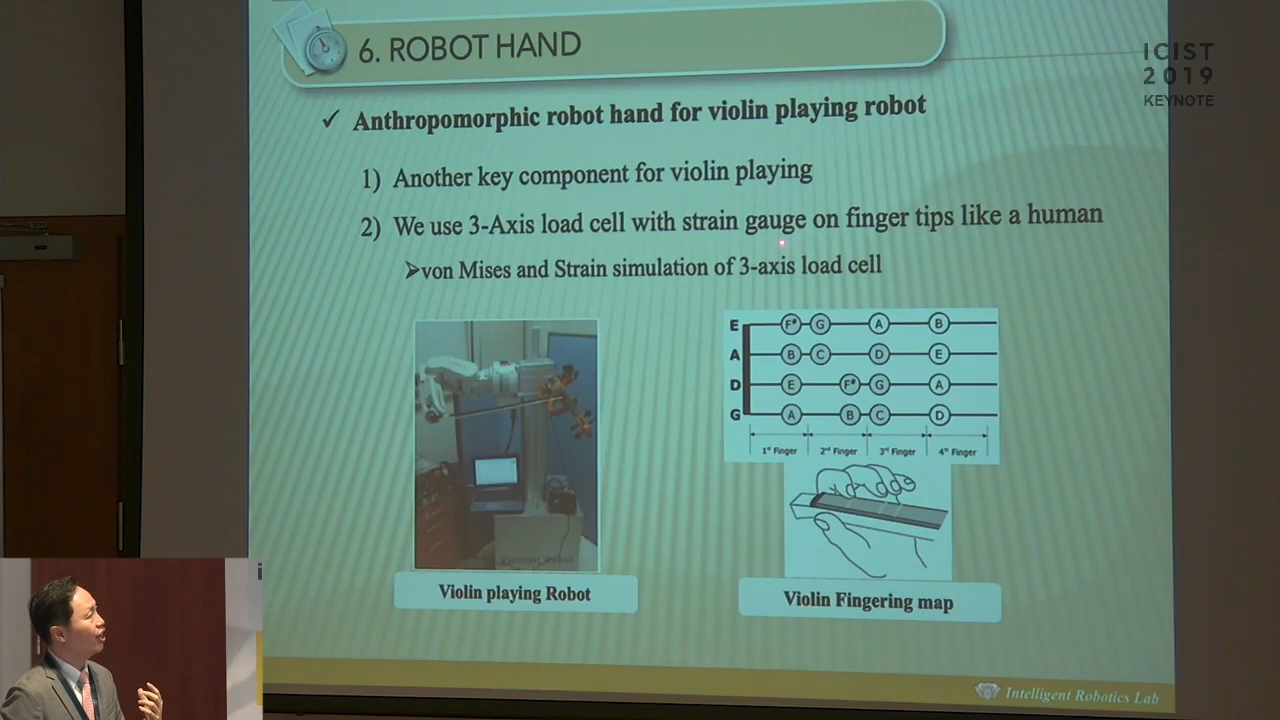 6. ROBOT HAND
ICIST
2019
KEYNOTE
✓ Anthropomorphic robot hand for violin playing robot
1) Another key component for violin playing
2) We use 3-Axis load cell with strain gauge on finger tips like a human
➢von Mises and Strain simulation of 3-axis load cell
E F# G A B
A B C D E
D E F# G A
G A B C D
1st Finger 2nd Finger 3rd Finger 4th Finger
Violin playing Robot
Violin Fingering map
Intelligent Robotics Lab